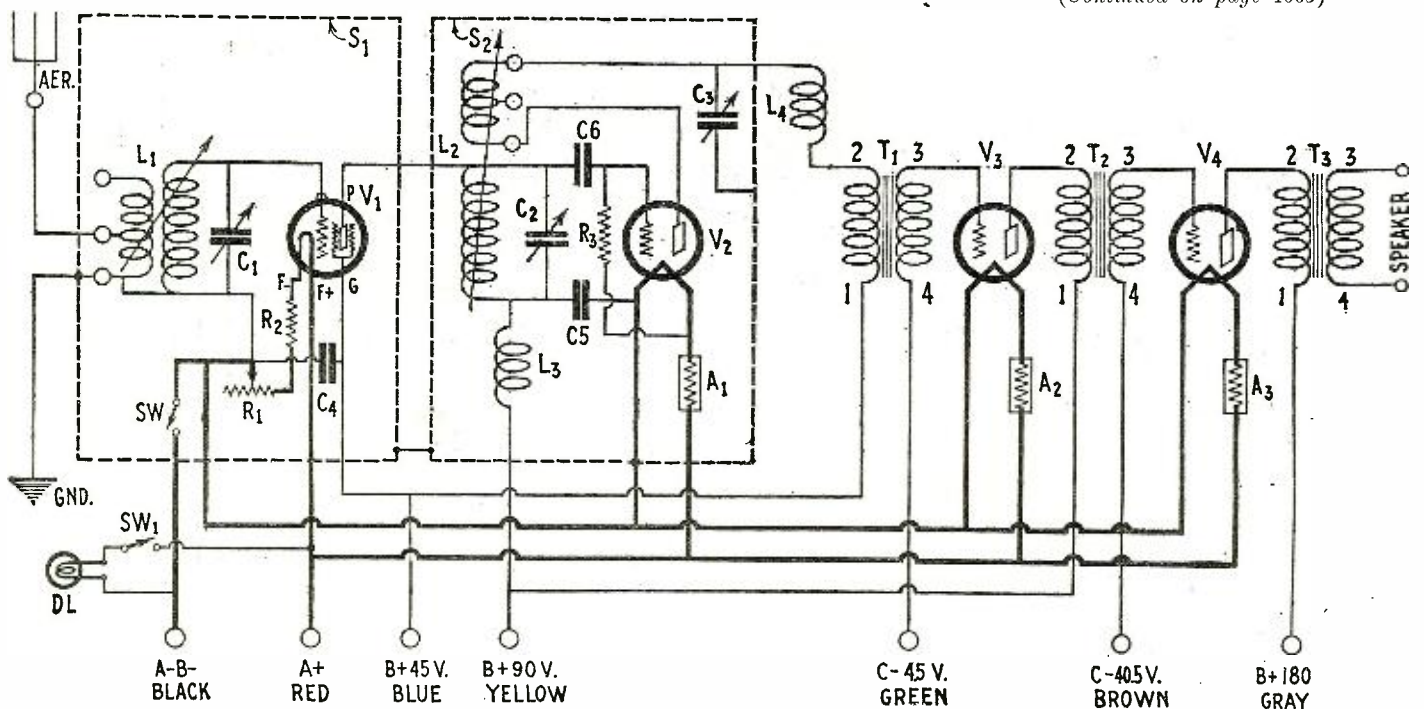 (Continued on page 1005)
AER.
S1
S2
L1
C1
P V1
F-
F+
G
R2
R1
C4
SW
GND.
SW1
DL
L2
C6
C2
R3
C5
L3
V2
A1
C3
L4
2 T1 3
1 4
V3
A2
2 T2 3
1 4
V4
A3
2 T3 3
1 4
SPEAKER
A-B-
BLACK
A+
RED
B+45 V.
BLUE
B+90 V.
YELLOW
C-4.5 V.
GREEN
C-40.5 V.
BROWN
B+180
GRAY